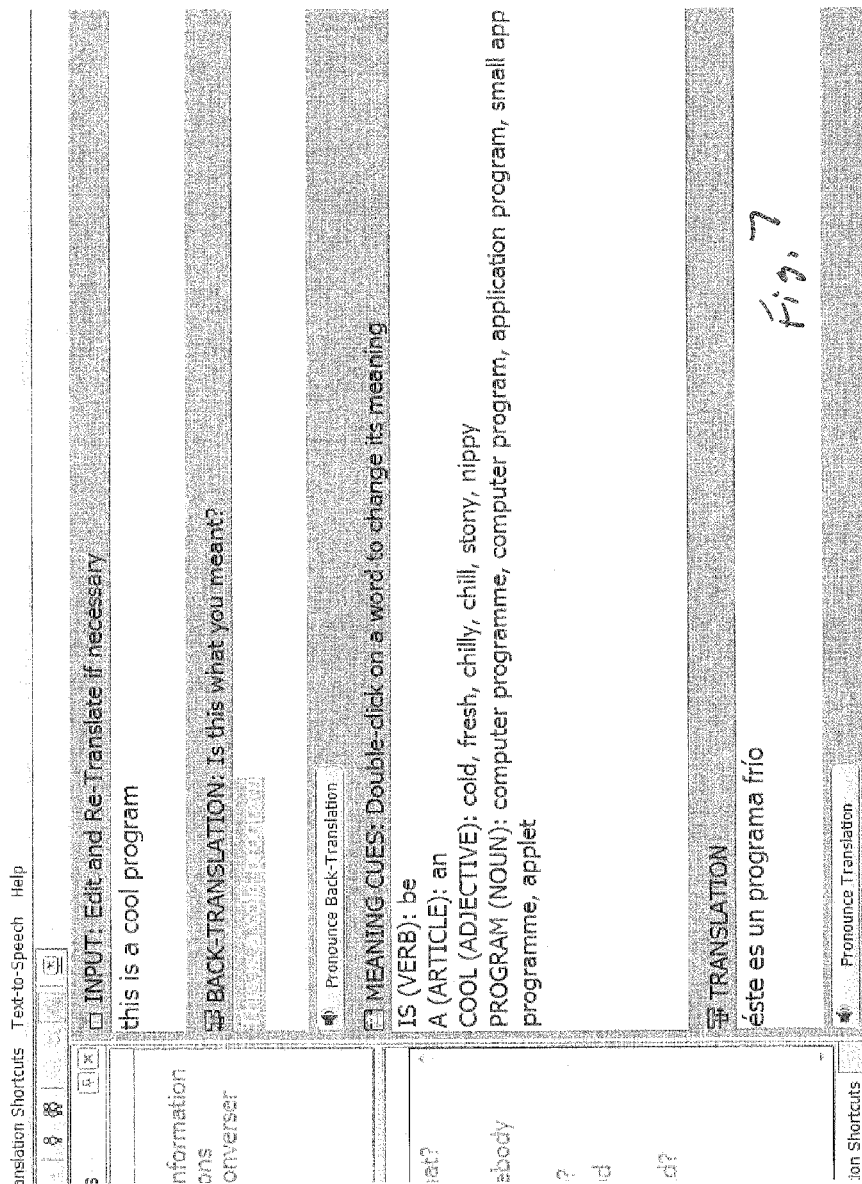 anslation Shortcuts Text-to-Speech Help
s
INPUT: Edit and Re-Translate if necessary
this is a cool program
nformation
ons
onverser
BACK-TRANSLATION: Is this what you meant?
Pronounce Back-Translation
MEANING CUES: Double-click on a word to change its meaning
IS (VERB): be
A (ARTICLE): an
COOL (ADJECTIVE): cold, fresh, chilly, chill, stony, nippy
PROGRAM (NOUN): computer programme, computer program, application program, small app
programme, applet
eat?
ebody
n?
d
d?
TRANSLATION
éste es un programa frío
Fig. 7
Pronounce Translation
ion Shortcuts